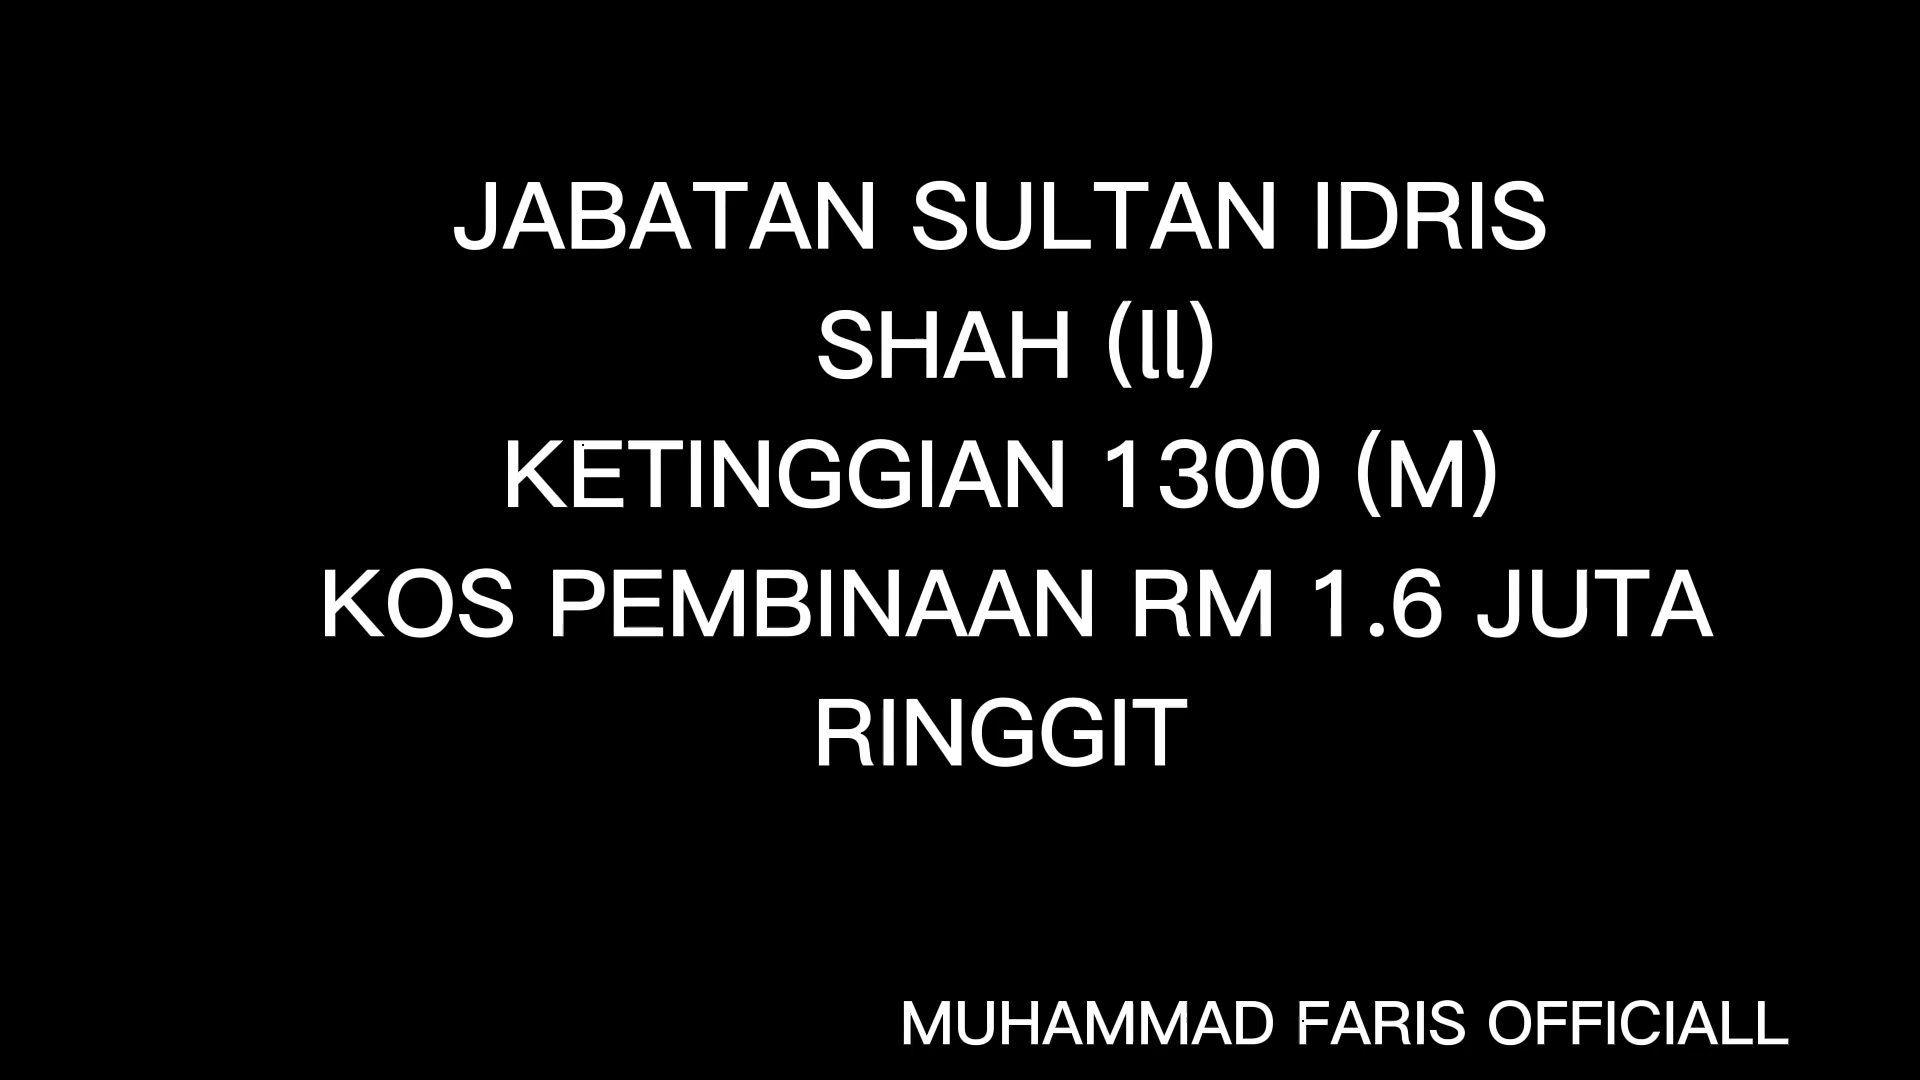 JABATAN SULTAN IDRIS
SHAH (ll)
KETINGGIAN 1300 (M)
KOS PEMBINAAN RM 1.6 JUTA
RINGGIT
MUHAMMAD FARIS OFFICIALL